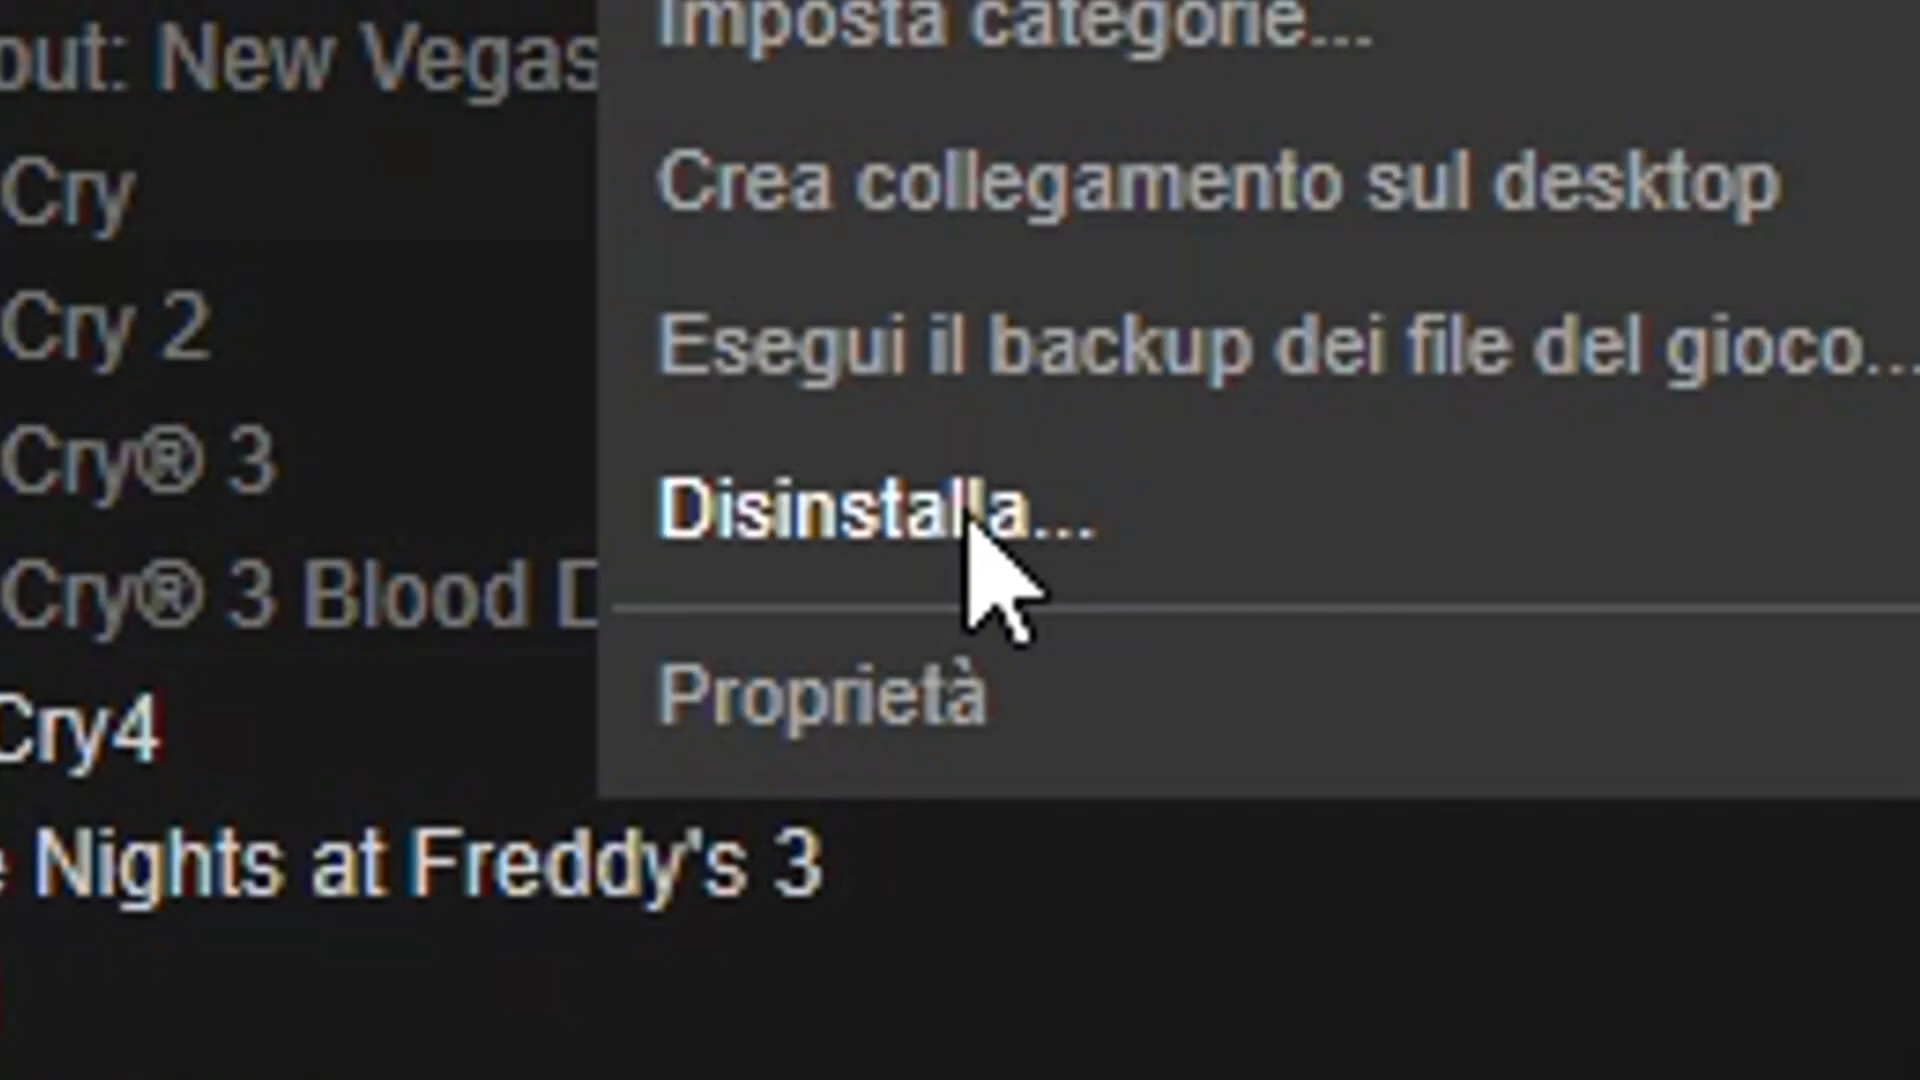 out: New Vegas
Cry
Cry 2
Cry® 3
Cry® 3 Blood
Cry4
e Nights at Freddy's 3
Imposta categorie...
Crea collegamento sul desktop
Esegui il backup dei file del gioco...
Disinstalla...
Proprietà